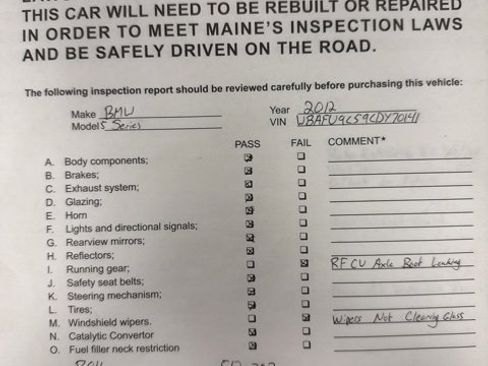 THIS CAR WILL NEED TO BE REBUILT OR REPAIRED
IN ORDER TO MEET MAINE'S INSPECTION LAWS
AND BE SAFELY DRIVEN ON THE ROAD.
The following inspection report should be reviewed carefully before purchasing this vehicle:
Make BMW Year 2012
Model 5 Series VIN
PASS FAIL COMMENT*
A. Body components;
B. Brakes;
C. Exhaust system;
D. Glazing;
E. Horn
F. Lights and directional signals;
G. Rearview mirrors;
H. Reflectors;
I. Running gear; RF CV Axle Boot Leaking
J. Safety seat belts;
K. Steering mechanism;
L. Tires;
M. Windshield wipers. Wipers Not Clearing Glass
N. Catalytic Convertor
O. Fuel filler neck restriction